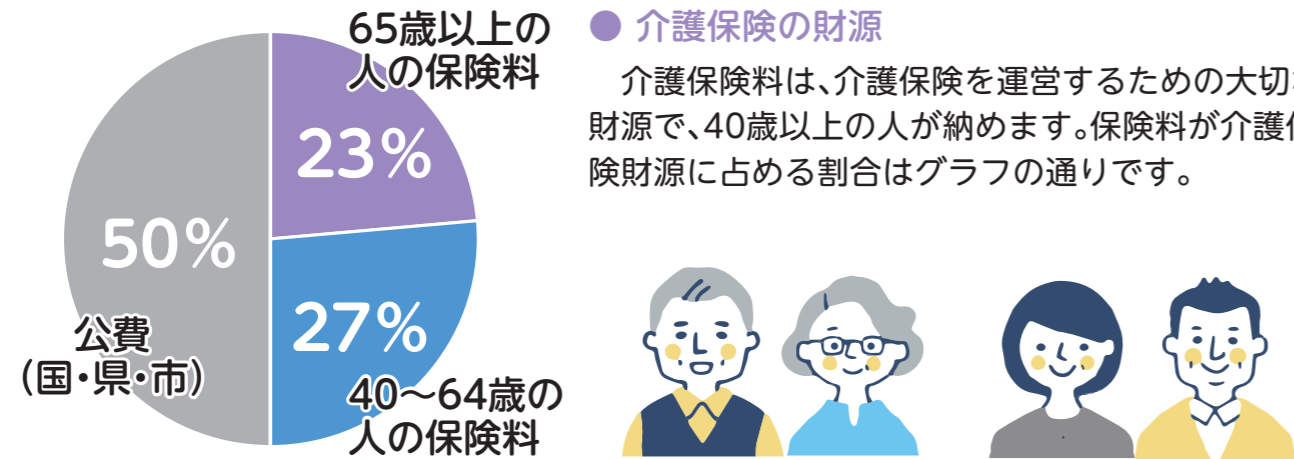 65歳以上の
人の保険料
23%
50%
27%
公費
(国・県・市)
40～64歳の
人の保険料
● 介護保険の財源
介護保険料は、介護保険を運営するための大切
財源で、40歳以上の人が納めます。保険料が介護
険財源に占める割合はグラフの通りです。